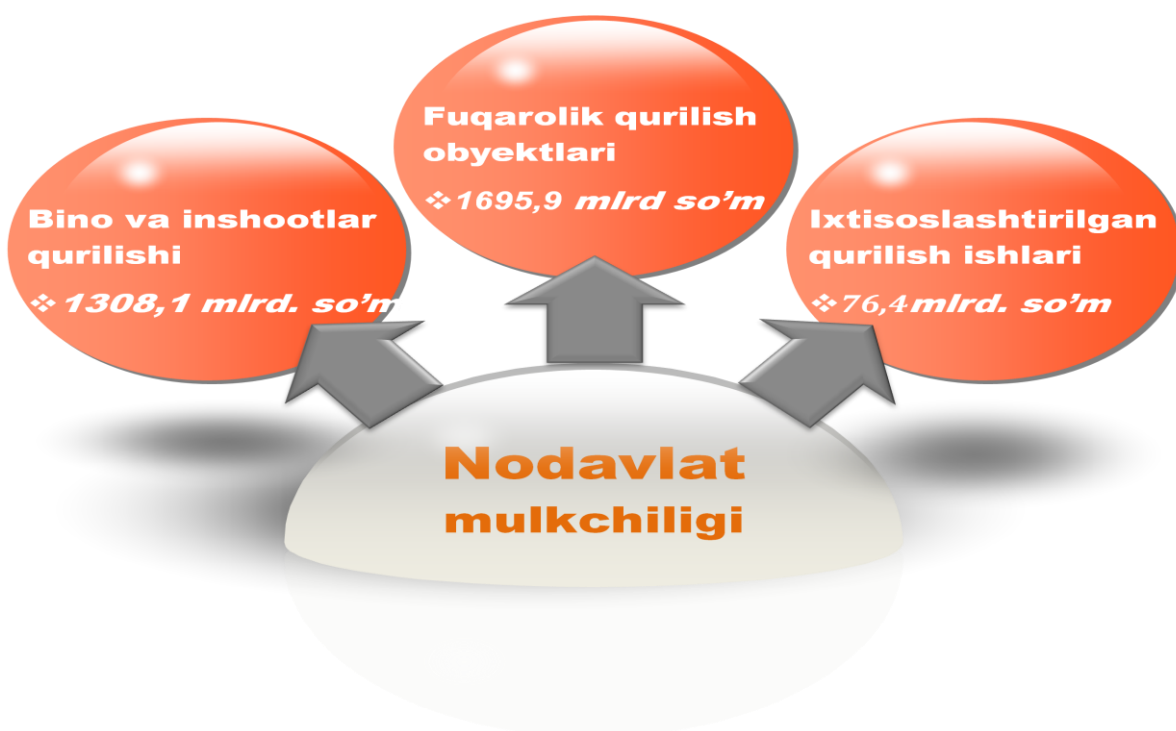 Fuqarolik qurilish
obyektlari
❖1695,9 mlrd so’m
Bino va inshootlar
qurilishi
❖1308,1 mlrd. so’m
Ixtisoslashtirilgan
qurilish ishlari
❖76,4mlrd. so’m
Nodavlat
mulkchiligi